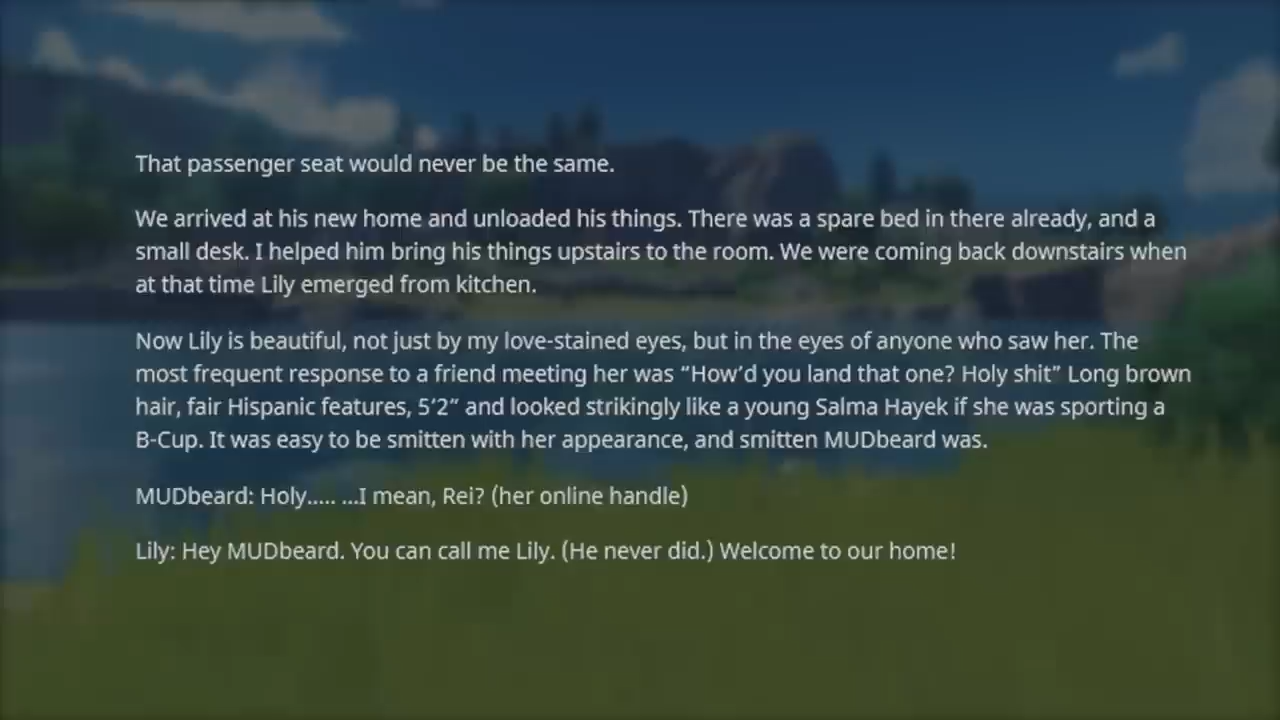 That passenger seat would never be the same.
We arrived at his new home and unloaded his things. There was a spare bed in there already, and a
small desk. I helped him bring his things upstairs to the room. We were coming back downstairs when
at that time Lily emerged from kitchen.
Now Lily is beautiful, not just by my love-stained eyes, but in the eyes of anyone who saw her. The
most frequent response to a friend meeting her was “How’d you land that one? Holy shit” Long brown
hair, fair Hispanic features, 5’2” and looked strikingly like a young Salma Hayek if she was sporting a
B-Cup. It was easy to be smitten with her appearance, and smitten MUDbeard was.
MUDbeard: Holy..... ...I mean, Rei? (her online handle)
Lily: Hey MUDbeard. You can call me Lily. (He never did.) Welcome to our home!